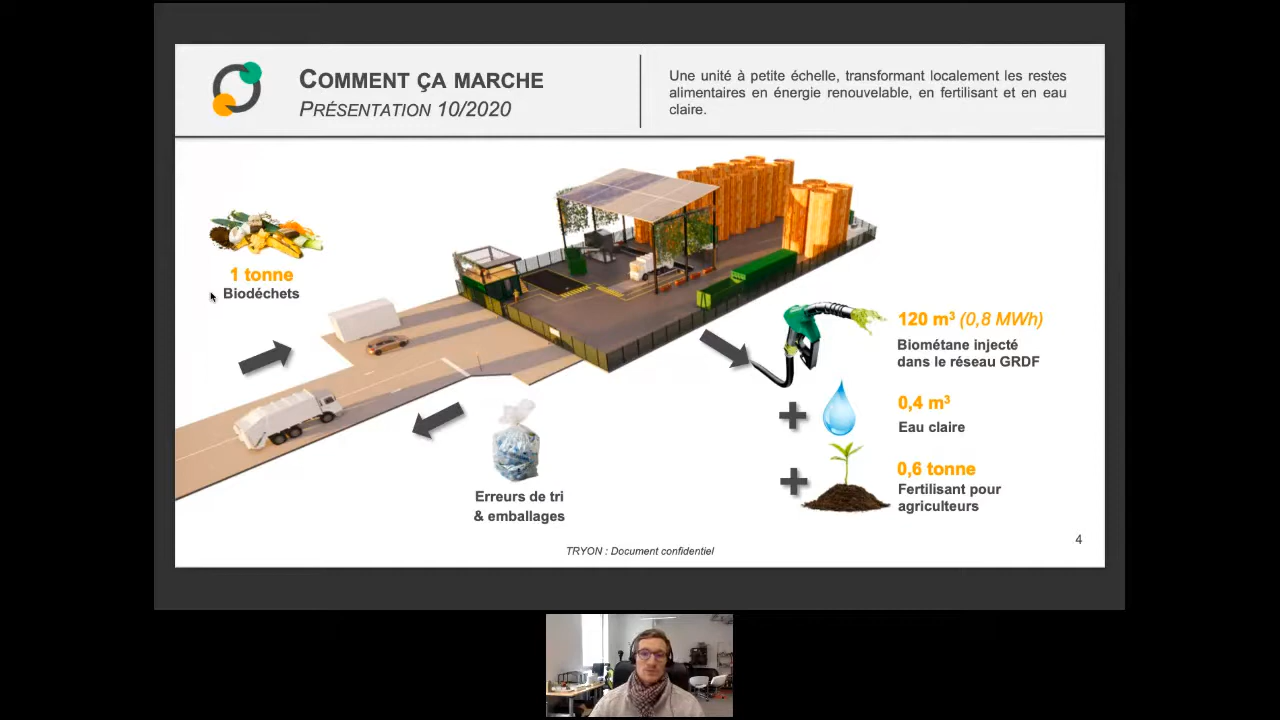 COMMENT ÇA MARCHE
PRÉSENTATION 10/2020
Une unité à petite échelle, transformant localement les restes
alimentaires en énergie renouvelable, en fertilisant et en eau
claire.
1 tonne
Biodéchets
120 m³ (0,8 MWh)
Biométane injecté
dans le réseau GRDF
0,4 m³
Eau claire
0,6 tonne
Fertilisant pour
agriculteurs
Erreurs de tri
& emballages
TRYON : Document confidentiel
4